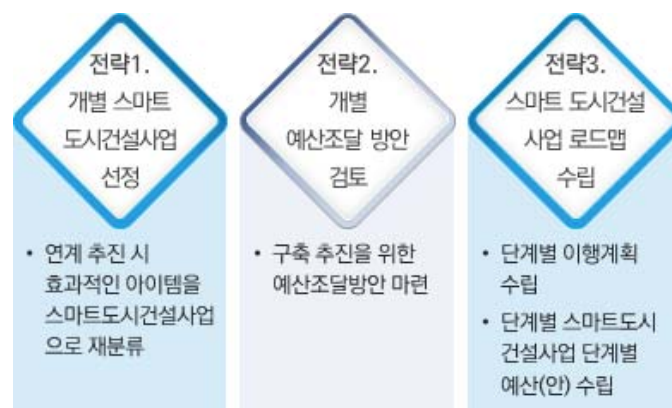 전략1.
개별 스마트
도시건설사업
선정
• 연계 추진 시
효과적인 아이템을
스마트도시건설사업
으로 재분류
전략2.
개별
예산조달 방안
검토
• 구축 추진을 위한
예산조달방안 마련
전략3.
스마트 도시건설
사업 로드맵
수립
• 단계별 이행계획
수립
• 단계별 스마트도시
건설사업 단계별
예산(안) 수립